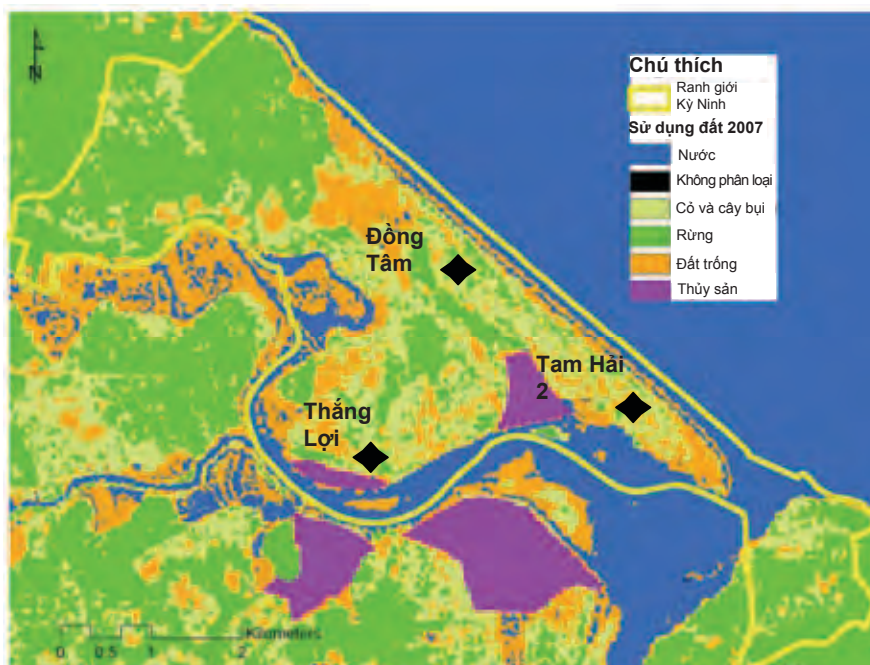 N
Chú thích
Ranh giới
Kỳ Ninh
Sử dụng đất 2007
Nước
Không phân loại
Cỏ và cây bụi
Rừng
Đất trống
Thủy sản
Đồng
Tâm
Tam Hải
2
Thắng
Lợi
Kilometers
0 0.5 1 2